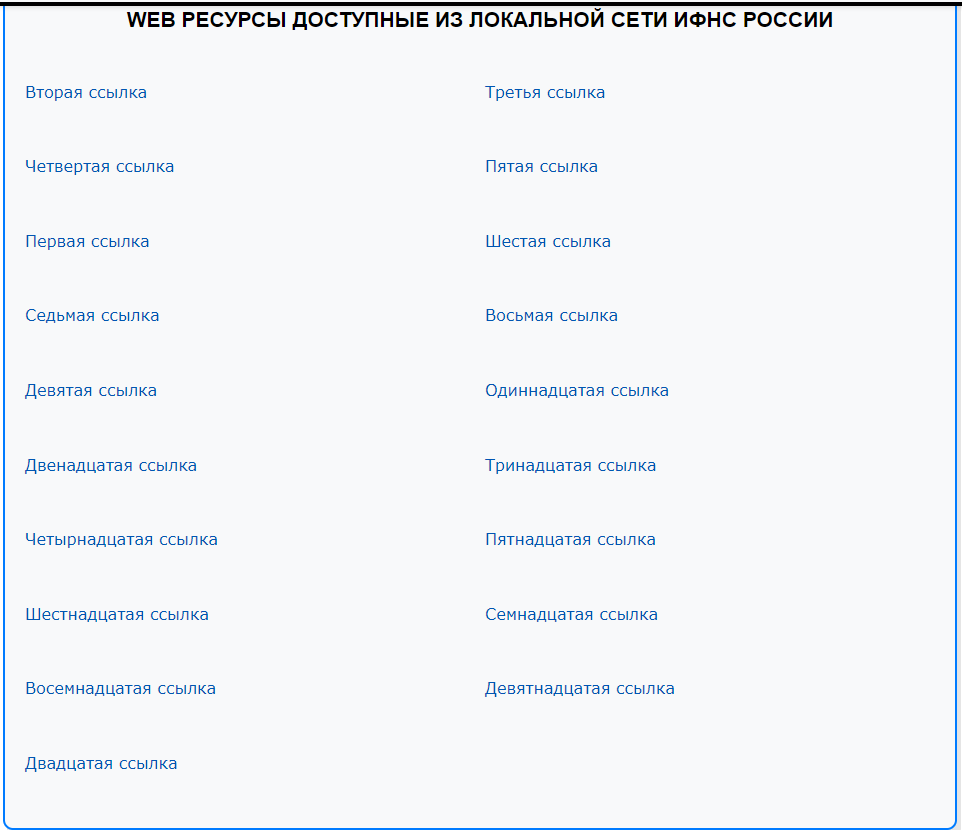 WEB РЕСУРСЫ ДОСТУПНЫЕ ИЗ ЛОКАЛЬНОЙ СЕТИ ИФНС РОССИИ
Вторая ссылка
Третья ссылка
Четвертая ссылка
Пятая ссылка
Первая ссылка
Шестая ссылка
Седьмая ссылка
Восьмая ссылка
Девятая ссылка
Одиннадцатая ссылка
Двенадцатая ссылка
Тринадцатая ссылка
Четырнадцатая ссылка
Пятнадцатая ссылка
Шестнадцатая ссылка
Семнадцатая ссылка
Восемнадцатая ссылка
Девятнадцатая ссылка
Двадцатая ссылка